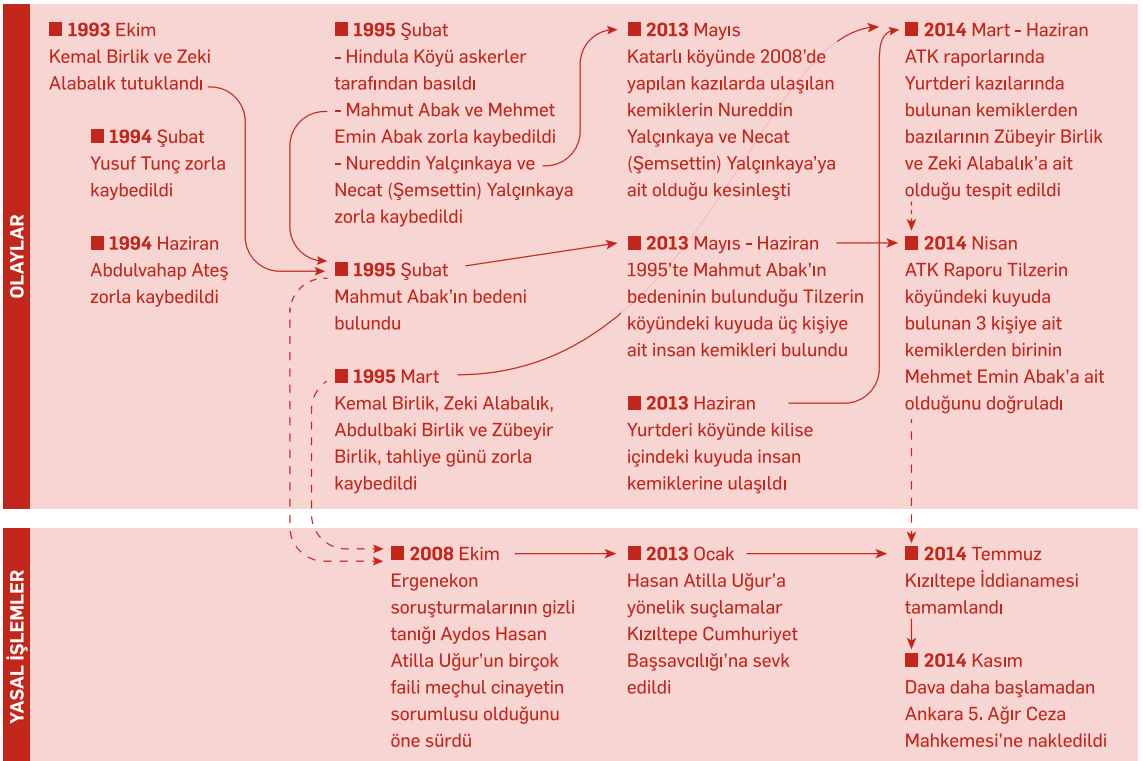 OLAYLAR
■ 1993 Ekim
Kemal Birlik ve Zeki
Alabalık tutuklandı
■ 1994 Şubat
Yusuf Tunç zorla
kaybedildi
■ 1994 Haziran
Abdulvahap Ateş
zorla kaybedildi
■ 1995 Şubat
- Hindula Köyü askerler
tarafından basıldı
- Mahmut Abak ve Mehmet
Emin Abak zorla kaybedildi
- Nureddin Yalçınkaya ve
Necat (Şemsettin) Yalçınkaya
zorla kaybedildi
■ 1995 Şubat
Mahmut Abak’ın bedeni
bulundu
■ 1995 Mart
Kemal Birlik, Zeki Alabalık,
Abdulbaki Birlik ve Zübeyir
Birlik, tahliye günü zorla
kaybedildi
■ 2013 Mayıs
Katarlı köyünde 2008’de
yapılan kazılarda ulaşılan
kemiklerin Nureddin
Yalçınkaya ve Necat
(Şemsettin) Yalçınkaya’ya
ait olduğu kesinleşti
■ 2013 Mayıs - Haziran
1995’te Mahmut Abak’ın
bedeninin bulunduğu Tilzerin
köyündeki kuyuda üç kişiye
ait insan kemikleri bulundu
■ 2013 Haziran
Yurtderi köyünde kilise
içindeki kuyuda insan
kemiklerine ulaşıldı
■ 2014 Mart - Haziran
ATK raporlarında
Yurtderi kazılarında
bulunan kemiklerden
bazılarının Zübeyir Birlik
ve Zeki Alabalık’a ait
olduğu tespit edildi
■ 2014 Nisan
ATK Raporu Tilzerin
köyündeki kuyuda
bulunan 3 kişiye ait
kemiklerden birinin
Mehmet Emin Abak’a ait
olduğunu doğruladı
YASAL İŞLEMLER
■ 2008 Ekim
Ergenekon
soruşturmalarının gizli
tanığı Aydos Hasan
Atilla Uğur’un birçok
faili meçhul cinayetin
sorumlusu olduğunu
öne sürdü
■ 2013 Ocak
Hasan Atilla Uğur’a
yönelik suçlamalar
Kızıltepe Cumhuriyet
Başsavcılığı’na sevk
edildi
■ 2014 Temmuz
Kızıltepe İddianamesi
tamamlandı
■ 2014 Kasım
Dava daha başlamadan
Ankara 5. Ağır Ceza
Mahkemesi’ne nakledildi